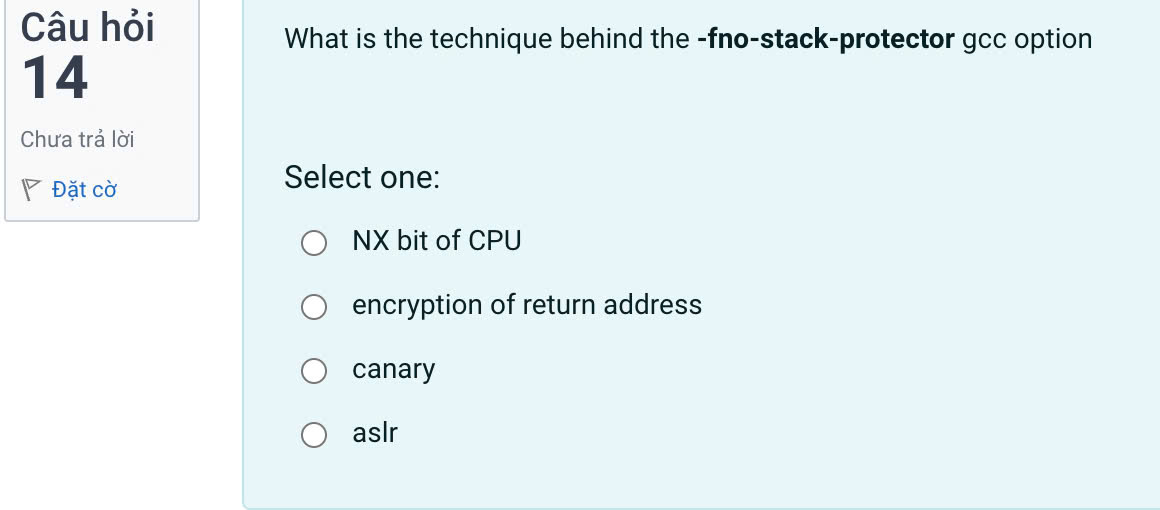 Câu hỏi
14
Chưa trả lời
Đặt cờ
What is the technique behind the -fno-stack-protector gcc option
Select one:
NX bit of CPU
encryption of return address
canary
aslr